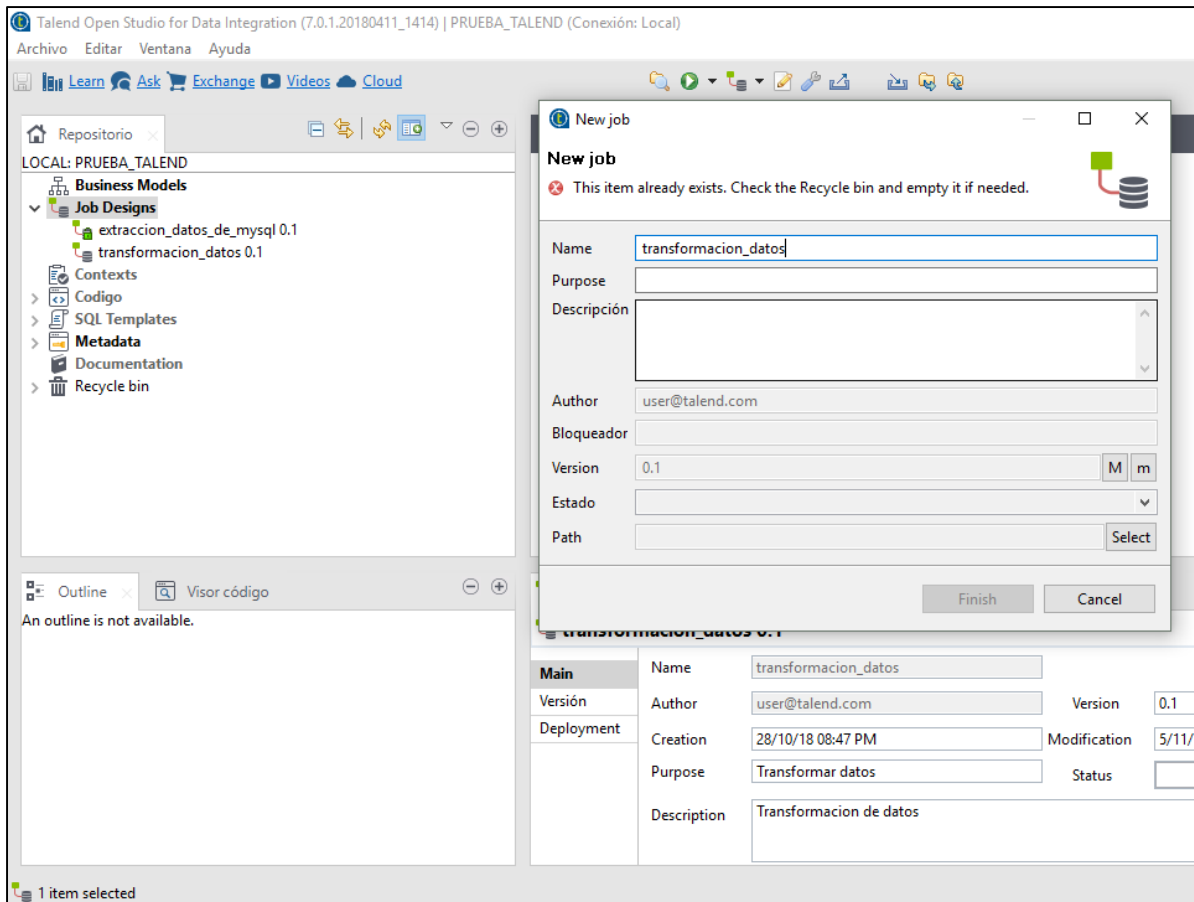 Talend Open Studio for Data Integration (7.0.1.20180411_1414) | PRUEBA_TALEND (Conexión: Local)
Archivo Editar Ventana Ayuda
Learn Ask Exchange Videos Cloud
Repositorio
LOCAL: PRUEBA_TALEND
Business Models
Job Designs
extraccion_datos_de_mysql 0.1
transformacion_datos 0.1
Contexts
Codigo
SQL Templates
Metadata
Documentation
Recycle bin
New job
New job
This item already exists. Check the Recycle bin and empty it if needed.
Name transformacion_datos
Purpose
Descripción
Author user@talend.com
Bloqueador
Version 0.1 M m
Estado
Path Select
Finish Cancel
Outline Visor código
An outline is not available.
transformacion_datos 0.1
Main
Versión
Deployment
Name transformacion_datos
Author user@talend.com Version 0.1
Creation 28/10/18 08:47 PM Modification 5/11/
Purpose Transformar datos Status
Description Transformacion de datos
1 item selected